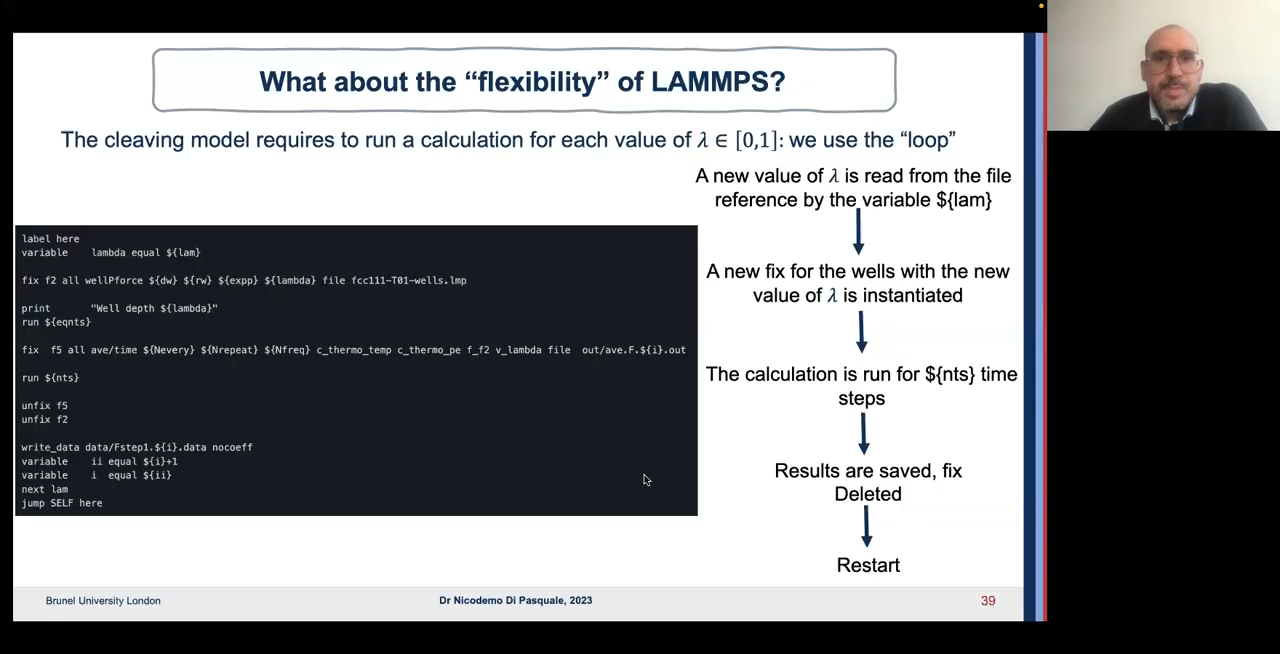 What about the “flexibility” of LAMMPS?
The cleaving model requires to run a calculation for each value of λ ∈ [0,1]: we use the “loop”
label here
variable    lambda equal ${lam}
fix f2 all wellPforce ${dw} ${rw} ${expp} ${lambda} file fcc111-T01-wells.lmp
print       "Well depth ${lambda}"
run ${eqnts}
fix  f5 all ave/time ${Nevery} ${Nrepeat} ${Nfreq} c_thermo_temp c_thermo_pe f_f2 v_lambda file  out/ave.F.${i}.out
run ${nts}
unfix f5
unfix f2
write_data data/Fstep1.${i}.data nocoeff
variable    ii equal ${i}+1
variable    i  equal ${ii}
next lam
jump SELF here
A new value of λ is read from the file
reference by the variable ${lam}
A new fix for the wells with the new
value of λ is instantiated
The calculation is run for ${nts} time
steps
Results are saved, fix
Deleted
Restart
Brunel University London
Dr Nicodemo Di Pasquale, 2023
39